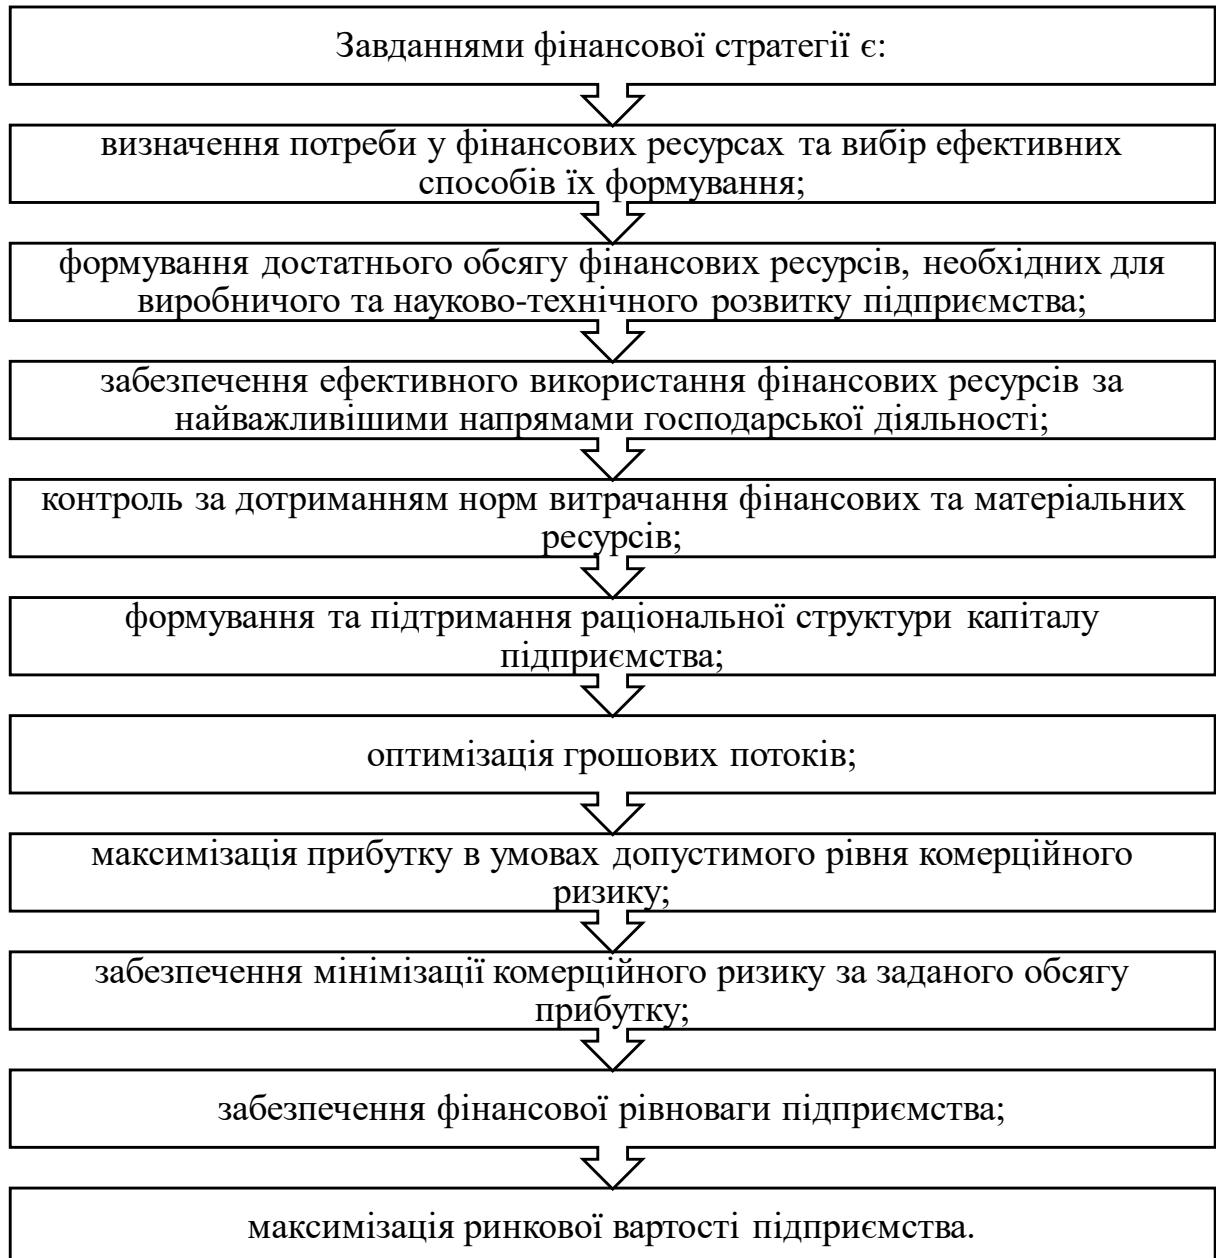 Завданнями фінансової стратегії є:
визначення потреби у фінансових ресурсах та вибір ефективних
способів їх формування;
формування достатнього обсягу фінансових ресурсів, необхідних для
виробничого та науково-технічного розвитку підприємства;
забезпечення ефективного використання фінансових ресурсів за
найважливішими напрямами господарської діяльності;
контроль за дотриманням норм витрачання фінансових та матеріальних
ресурсів;
формування та підтримання раціональної структури капіталу
підприємства;
оптимізація грошових потоків;
максимізація прибутку в умовах допустимого рівня комерційного
ризику;
забезпечення мінімізації комерційного ризику за заданого обсягу
прибутку;
забезпечення фінансової рівноваги підприємства;
максимізація ринкової вартості підприємства.